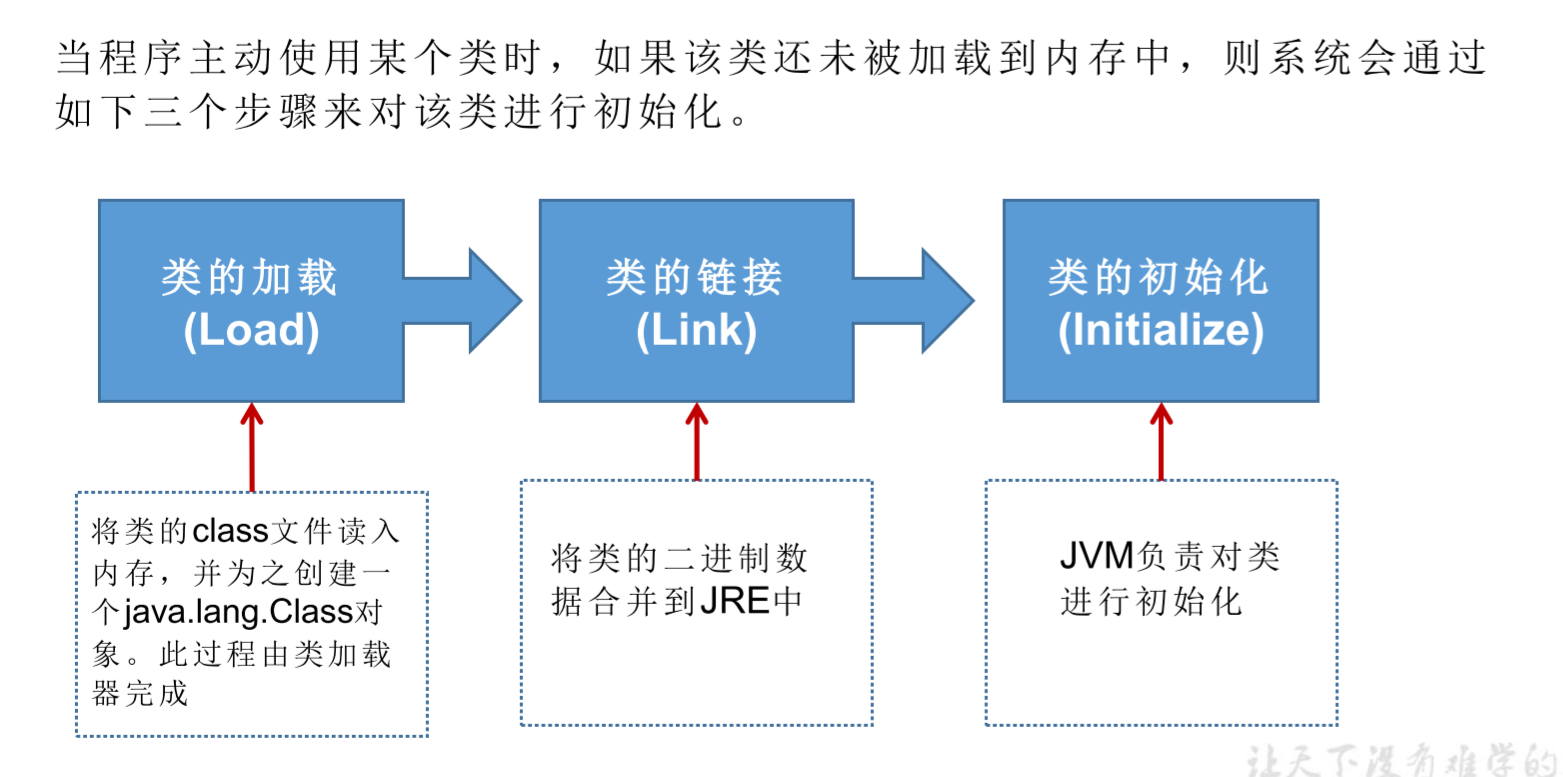 当程序主动使用某个类时，如果该类还未被加载到内存中，则系统会通过
如下三个步骤来对该类进行初始化。
类的加载
(Load)
类的链接
(Link)
类的初始化
(Initialize)
将类的class文件读入
内存，并为之创建一
个java.lang.Class对
象。此过程由类加载
器完成
将类的二进制数
据合并到JRE中
JVM负责对类
进行初始化
让天下没有难学的